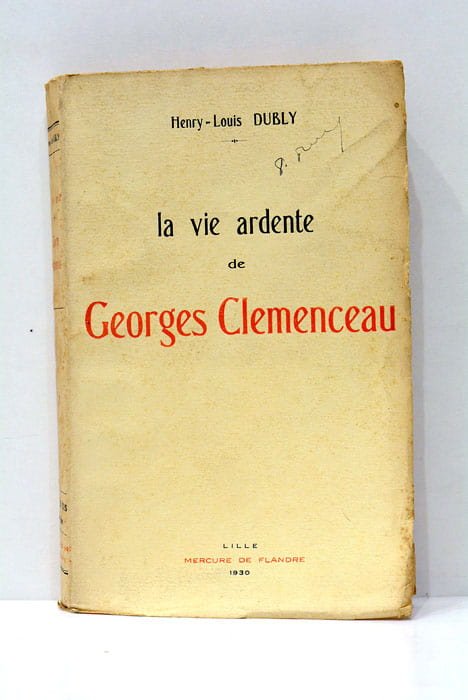 Henry-Louis DUBLY
la vie ardente
de
Georges Clemenceau
LILLE
MERCURE DE FLANDRE
1930